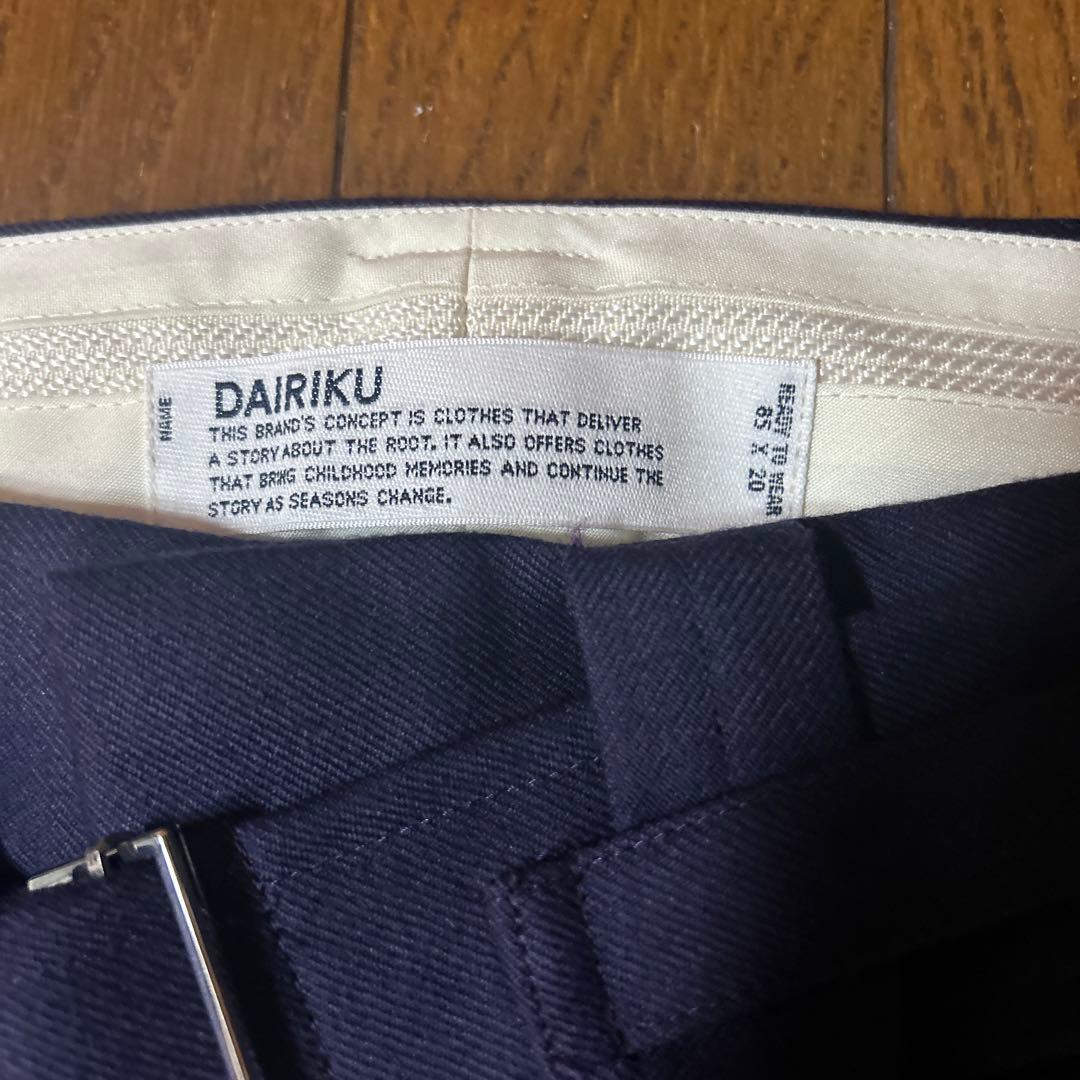 DAIRIKU
THIS BRAND'S CONCEPT IS CLOTHES THAT DELIVER
A STORY ABOUT THE ROOT. IT ALSO OFFERS CLOTHES
THAT BRING CHILDHOOD MEMORIES AND CONTINUE THE
STORY AS SEASONS CHANGE.
NAME
READY TO WEAR
65 X 20